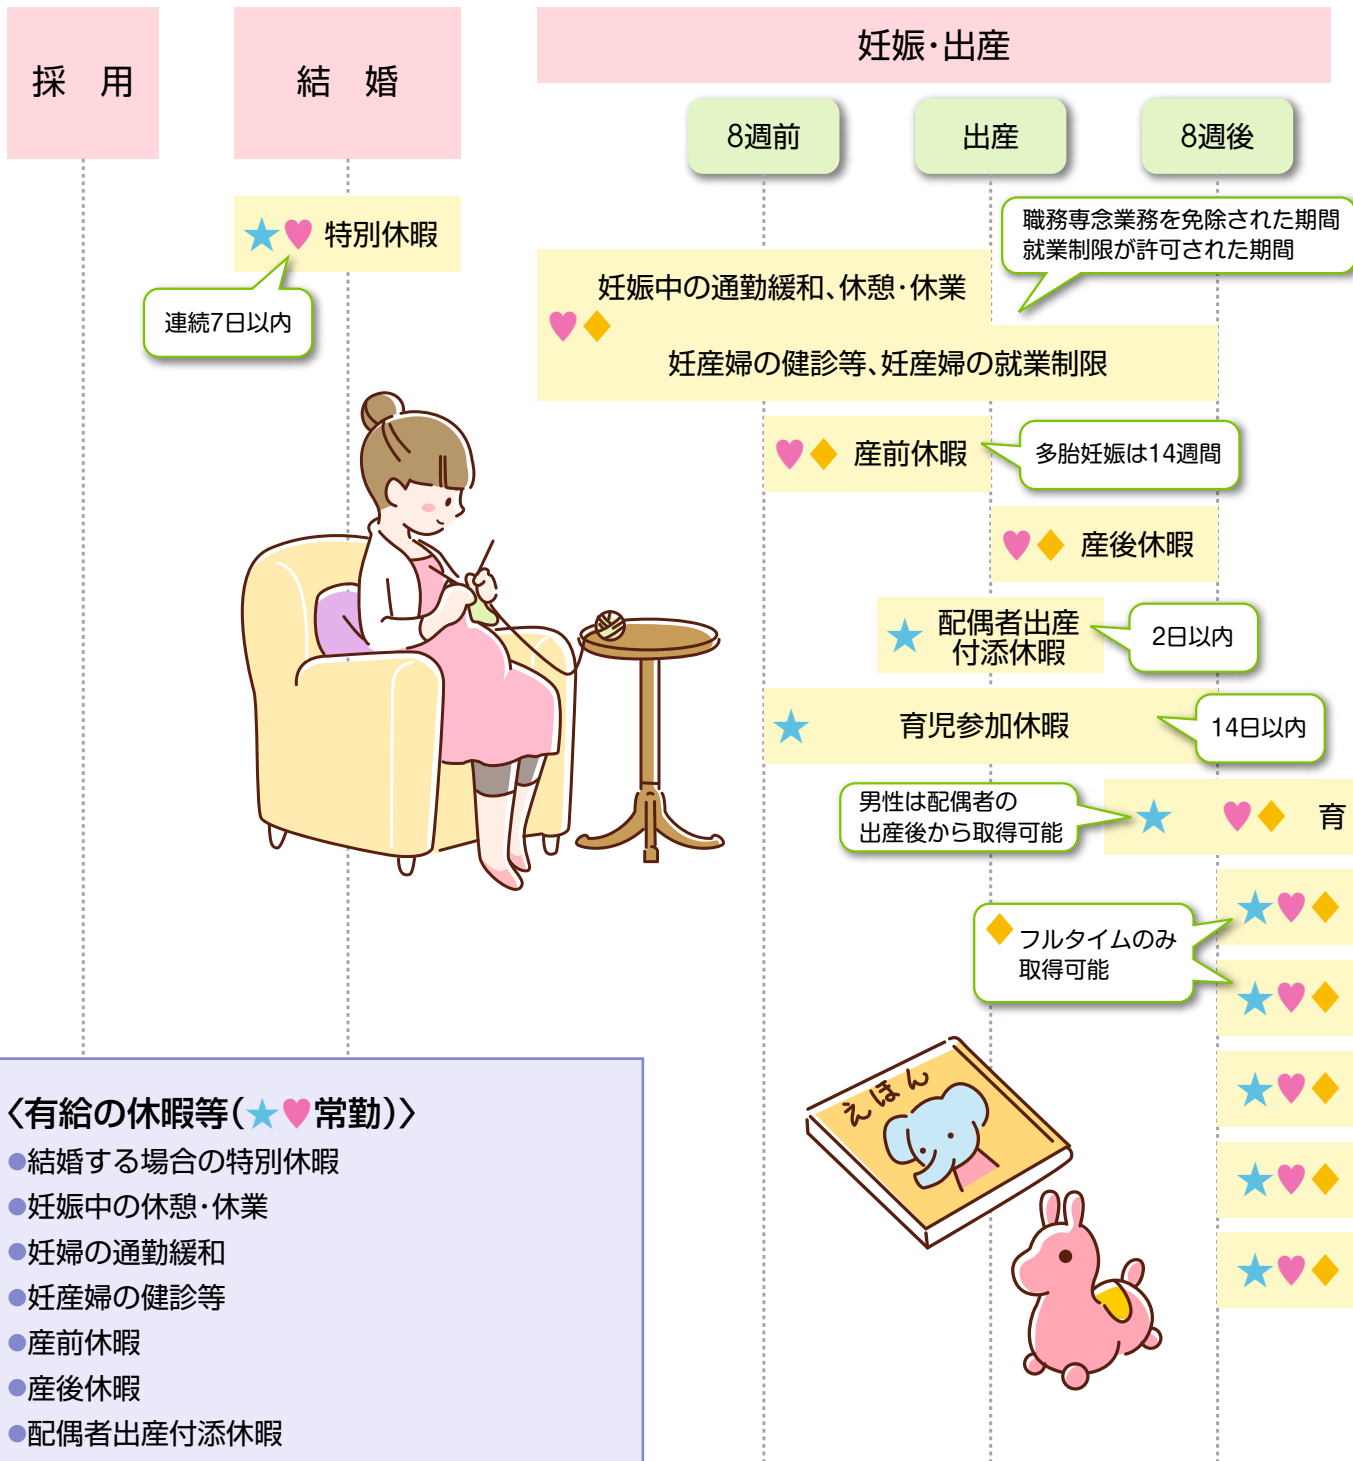 採　用
結　婚
妊娠・出産
8週前
出産
8週後
特別休暇
連続7日以内
職務専念業務を免除された期間
就業制限が許可された期間
妊娠中の通勤緩和、休憩・休業
妊産婦の健診等、妊産婦の就業制限
産前休暇
多胎妊娠は14週間
産後休暇
配偶者出産
付添休暇
2日以内
育児参加休暇
14日以内
男性は配偶者の
出産後から取得可能
育
フルタイムのみ
取得可能
えほん
〈有給の休暇等(★♥常勤)〉
●結婚する場合の特別休暇
●妊娠中の休憩・休業
●妊婦の通勤緩和
●妊産婦の健診等
●産前休暇
●産後休暇
●配偶者出産付添休暇